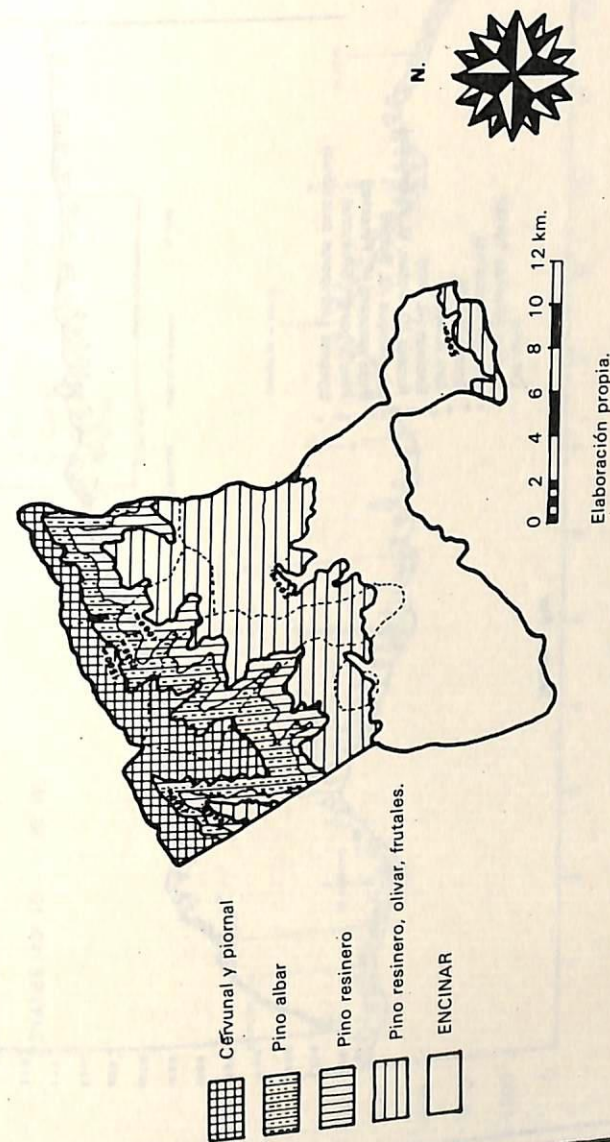 N.
Cervunal y piornal
Pino albar
Pino resinero
Pino resinero, olivar, frutales.
ENCINAR
0 2 4 6 8 10 12 km.
Elaboración propia.